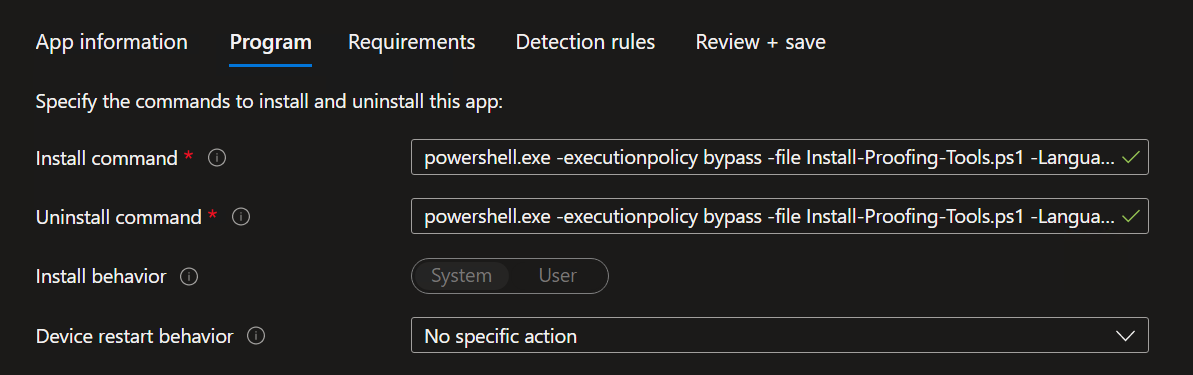 App information Program Requirements Detection rules Review + save
Specify the commands to install and uninstall this app:
Install command * powershell.exe -executionpolicy bypass -file Install-Proofing-Tools.ps1 -Langua...
Uninstall command * powershell.exe -executionpolicy bypass -file Install-Proofing-Tools.ps1 -Langua...
Install behavior System User
Device restart behavior No specific action